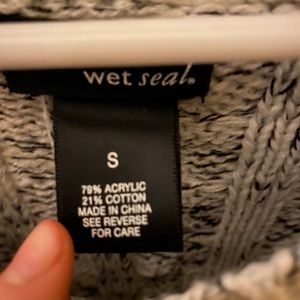 wet seal®
S
79% ACRYLIC
21% COTTON
MADE IN CHINA
SEE REVERSE
FOR CARE